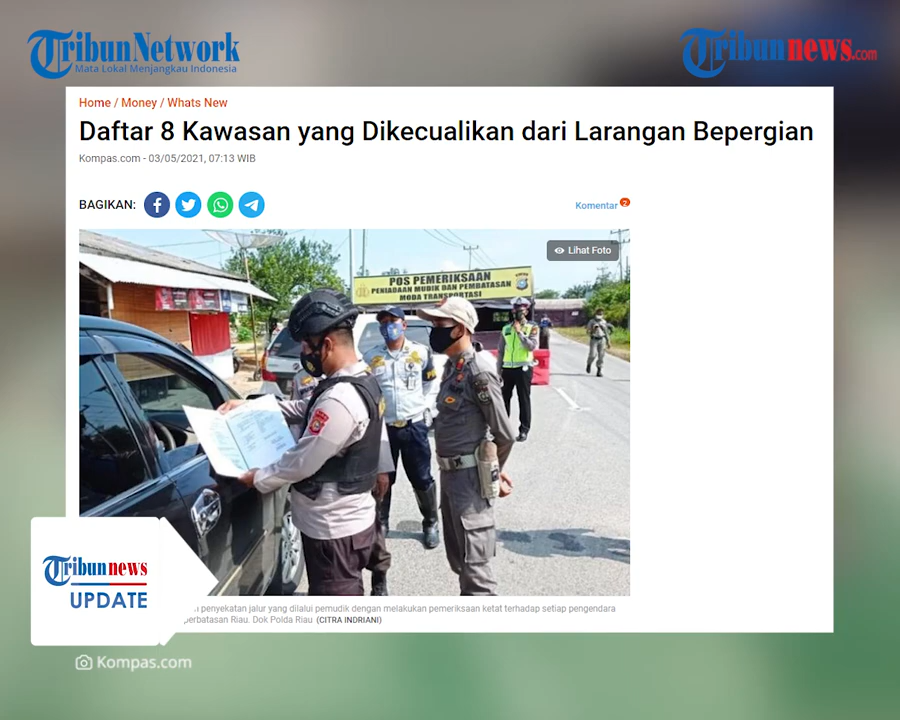 Tribun Network
Mata Lokal Menjangkau Indonesia
Tribunnews.com
Home / Money / Whats New
Daftar 8 Kawasan yang Dikecualikan dari Larangan Bepergian
Kompas.com - 03/05/2021, 07:13 WIB
BAGIKAN:
Komentar 2
Lihat Foto
POS PEMERIKSAAN
PENIADAAN MUDIK DAN PEMBATASAN
MODA TRANSPORTASI
penyekatan jalur yang dilalui pemudik dengan melakukan pemeriksaan ketat terhadap setiap pengendara
perbatasan Riau. Dok Polda Riau (CITRA INDRIANI)
Tribunnews
UPDATE
Kompas.com